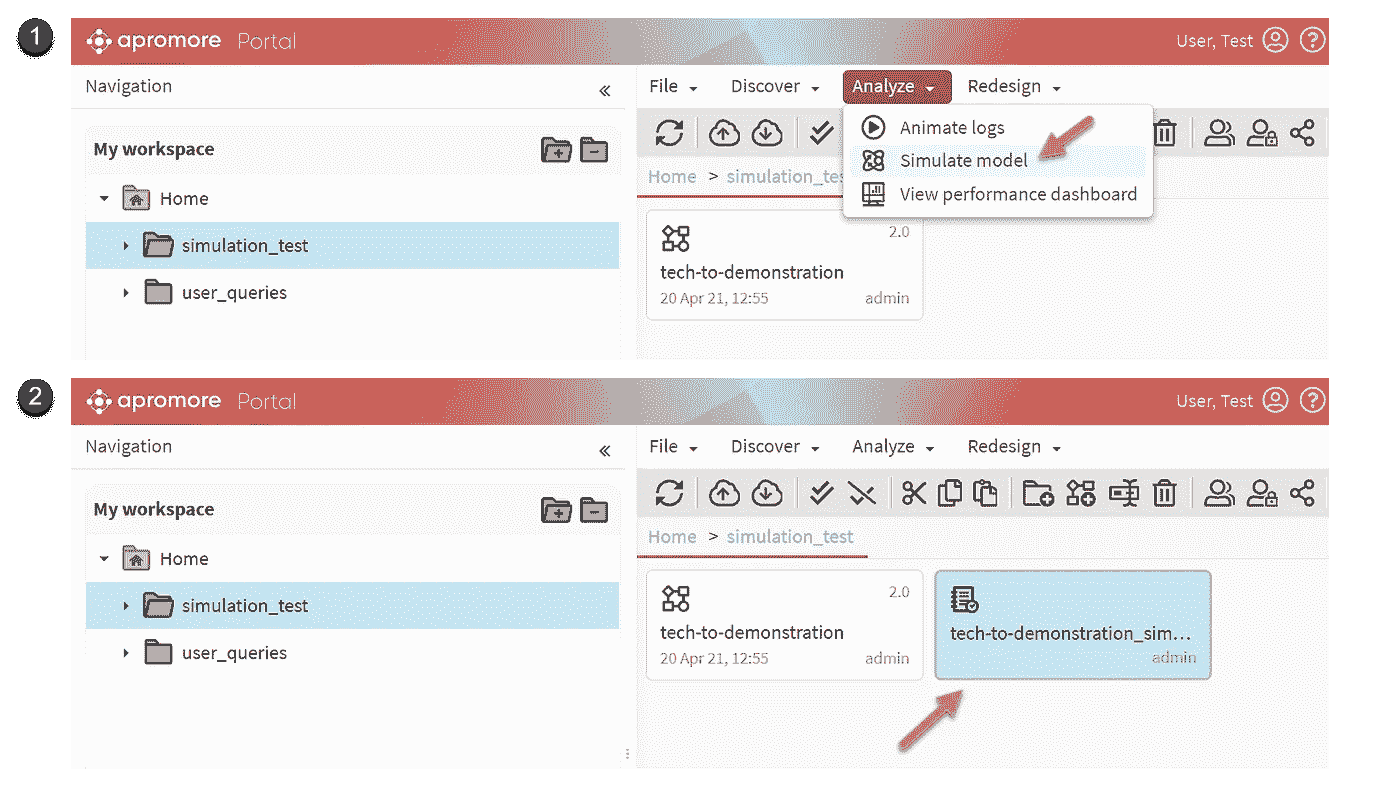 1
apromore Portal
User, Test
Navigation
«
File Discover Analyze Redesign
My workspace
Animate logs
Simulate model
View performance dashboard
Home > simulation_tes
Home
simulation_test
user_queries
2.0
tech-to-demonstration
20 Apr 21, 12:55 admin
2
apromore Portal
User, Test
Navigation
«
File Discover Analyze Redesign
My workspace
Home > simulation_test
Home
simulation_test
user_queries
2.0
tech-to-demonstration
20 Apr 21, 12:55 admin
tech-to-demonstration_sim...
admin